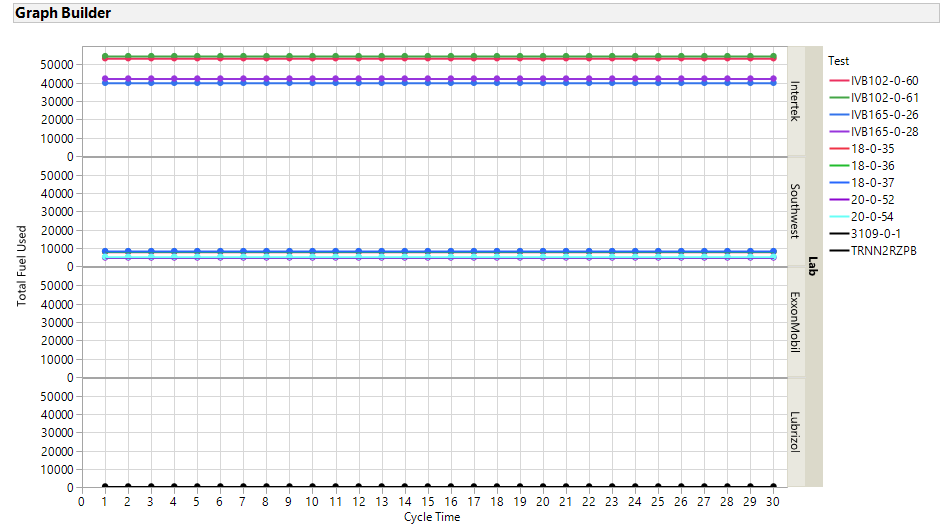 Graph Builder
Total Fuel Used
50000
40000
30000
20000
10000
0
Intertek
50000
40000
30000
20000
10000
0
Southwest
50000
40000
30000
20000
10000
0
ExxonMobil
50000
40000
30000
20000
10000
0
Lubrizol
Lab
0 1 2 3 4 5 6 7 8 9 10 11 12 13 14 15 16 17 18 19 20 21 22 23 24 25 26 27 28 29 30
Cycle Time
Test
IVB102-0-60
IVB102-0-61
IVB165-0-26
IVB165-0-28
18-0-35
18-0-36
18-0-37
20-0-52
20-0-54
3109-0-1
TRNN2RZPB